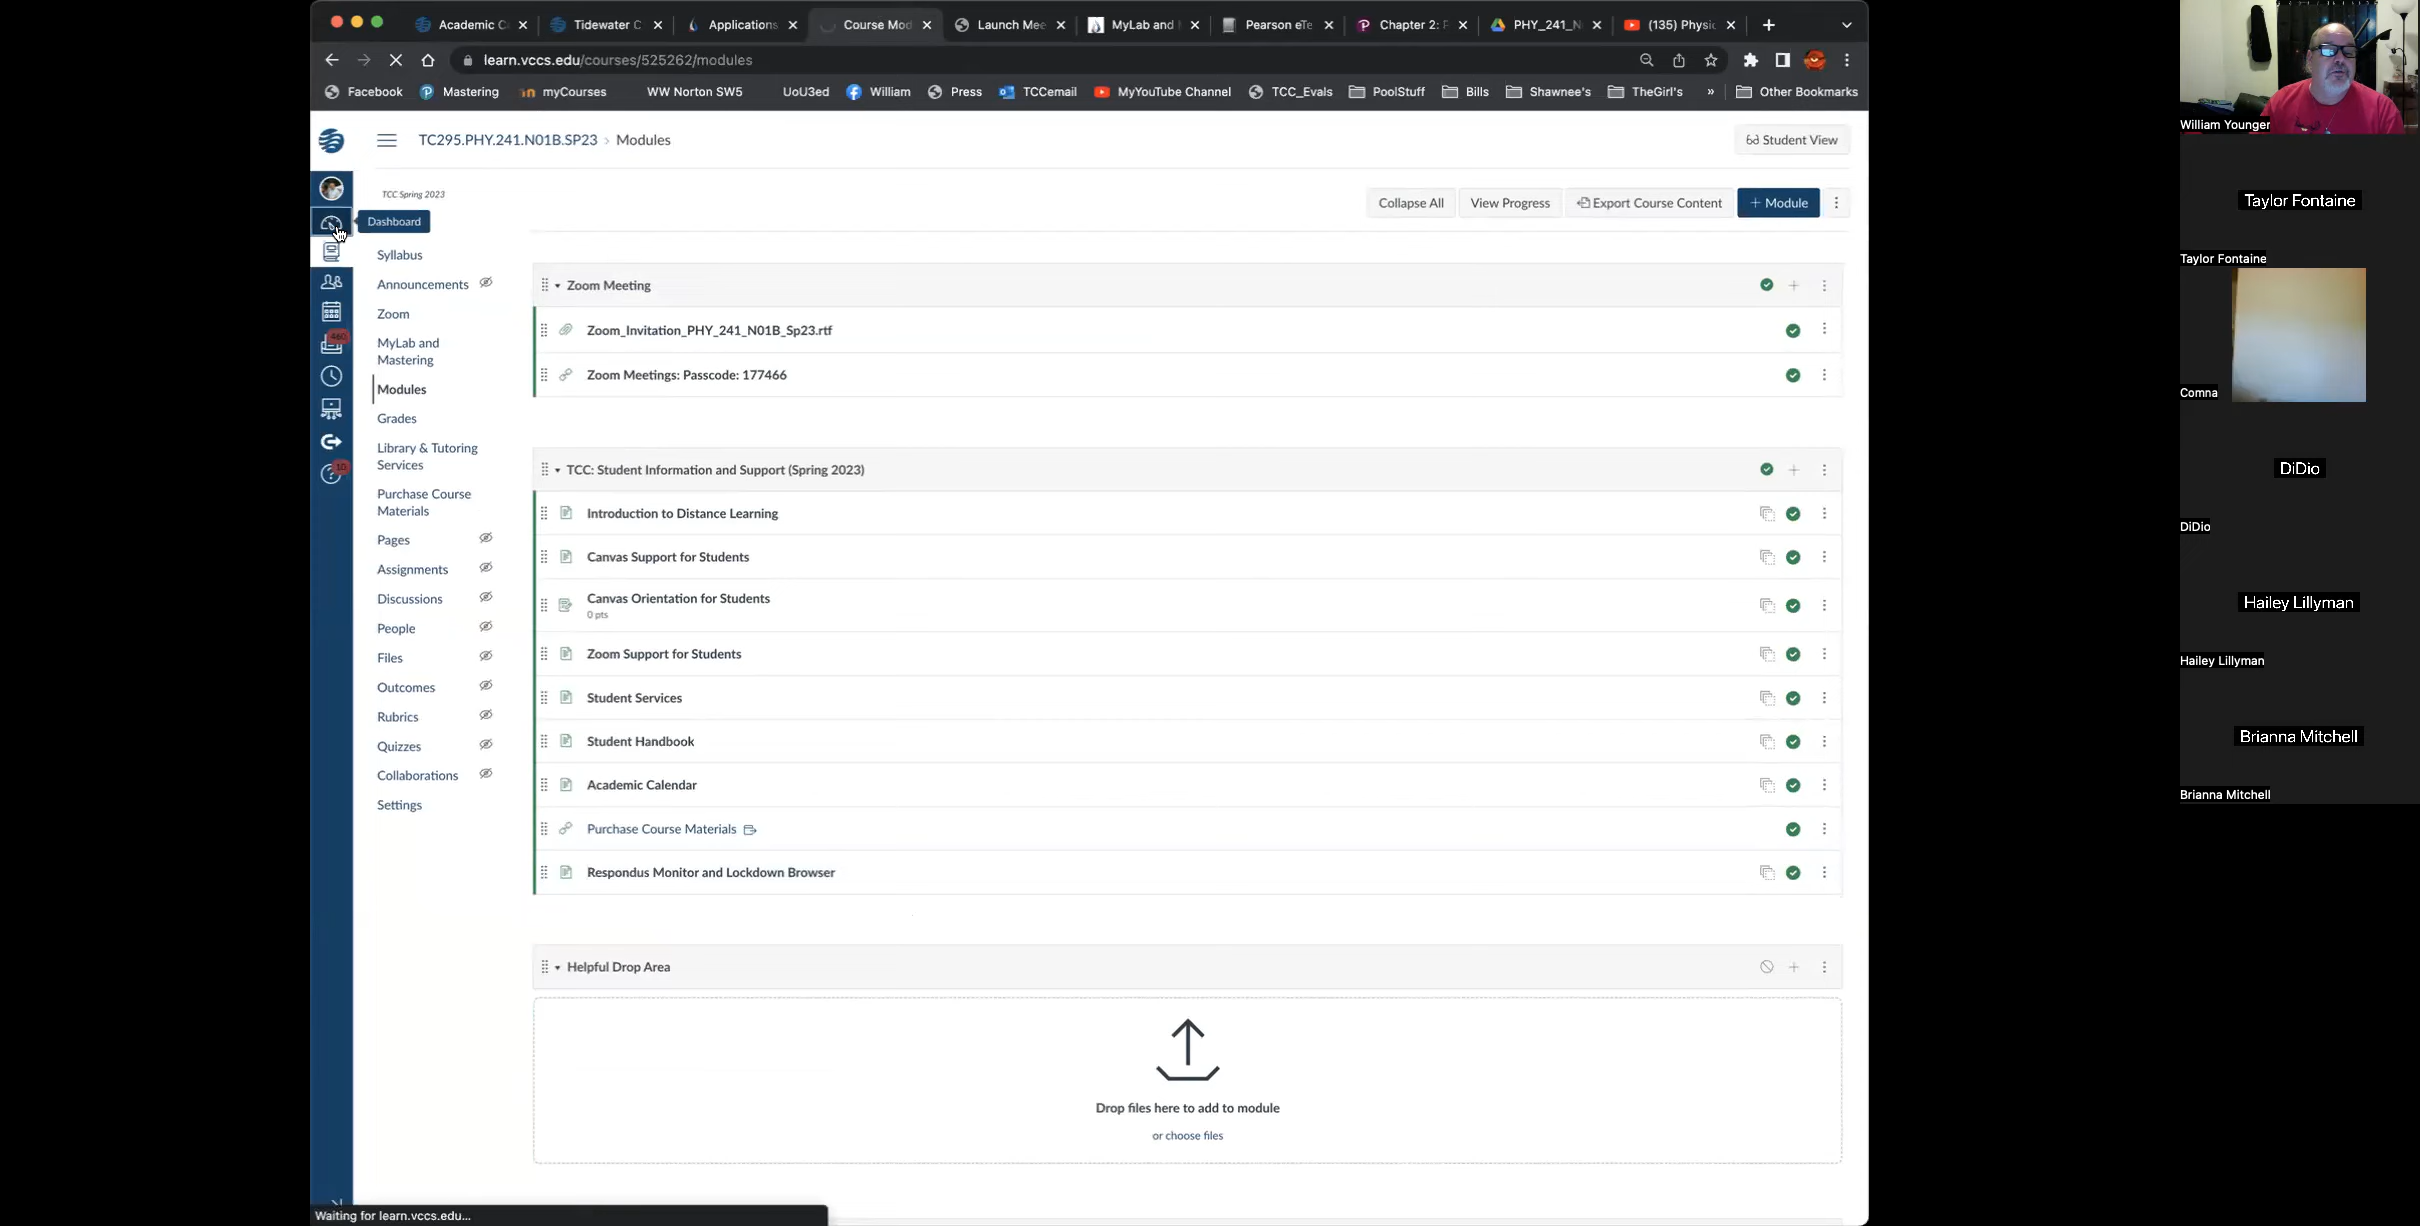 Academic C
Tidewater C
Applications
Course Mod
Launch Mee
MyLab and
Pearson eTe
Chapter 2:
PHY_241_N
(135) Physic
learn.vccs.edu/courses/525262/modules
Facebook
Mastering
myCourses
WW Norton SW5
UoU3ed
William
Press
TCCemail
MyYouTube Channel
TCC_Evals
PoolStuff
Bills
Shawnee's
TheGirl's
»
Other Bookmarks
TC295.PHY.241.N01B.SP23 › Modules
Student View
TCC Spring 2023
Collapse All
View Progress
Export Course Content
+ Module
Dashboard
Syllabus
Announcements
Zoom
MyLab and
Mastering
Modules
Grades
Library & Tutoring
Services
Purchase Course
Materials
Pages
Assignments
Discussions
People
Files
Outcomes
Rubrics
Quizzes
Collaborations
Settings
460
10
Zoom Meeting
Zoom_Invitation_PHY_241_N01B_Sp23.rtf
Zoom Meetings: Passcode: 177466
TCC: Student Information and Support (Spring 2023)
Introduction to Distance Learning
Canvas Support for Students
Canvas Orientation for Students
0 pts
Zoom Support for Students
Student Services
Student Handbook
Academic Calendar
Purchase Course Materials
Respondus Monitor and Lockdown Browser
Helpful Drop Area
Drop files here to add to module
or choose files
Waiting for learn.vccs.edu...
William Younger
Taylor Fontaine
Taylor Fontaine
Comna
DiDio
DiDio
Hailey Lillyman
Hailey Lillyman
Brianna Mitchell
Brianna Mitchell